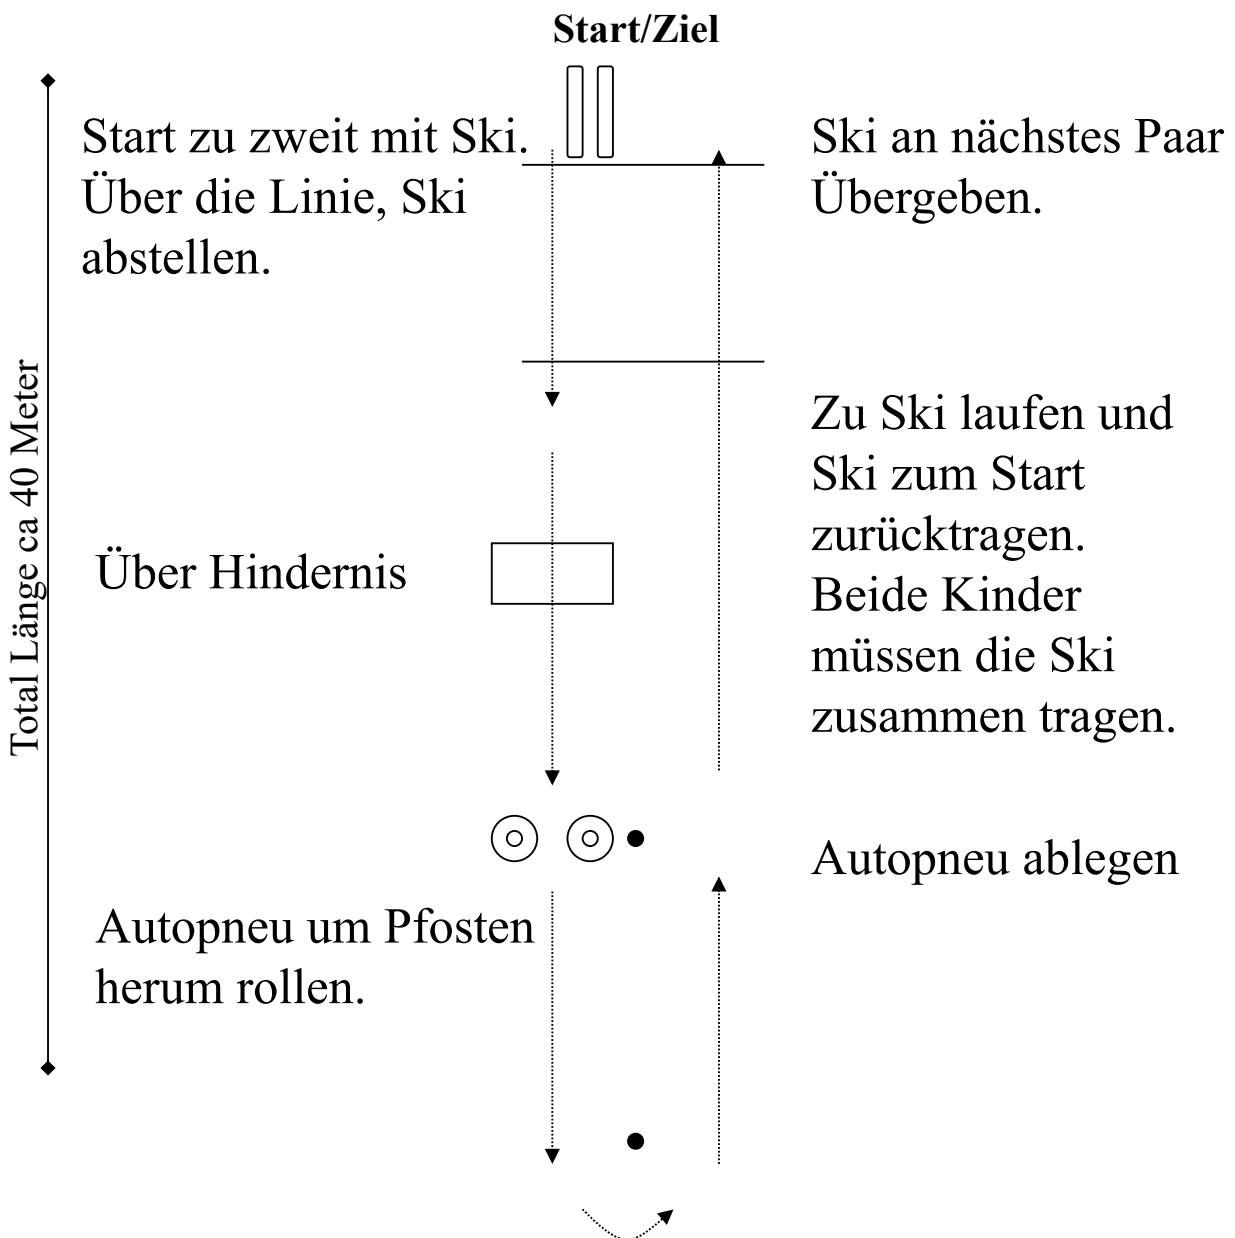 Start/Ziel
Start zu zweit mit Ski.
Über die Linie, Ski
abstellen.
Ski an nächstes Paar
Übergeben.
Total Länge ca 40 Meter
Zu Ski laufen und
Ski zum Start
zurücktragen.
Beide Kinder
müssen die Ski
zusammen tragen.
Über Hindernis
Autopneu ablegen
Autopneu um Pfosten
herum rollen.